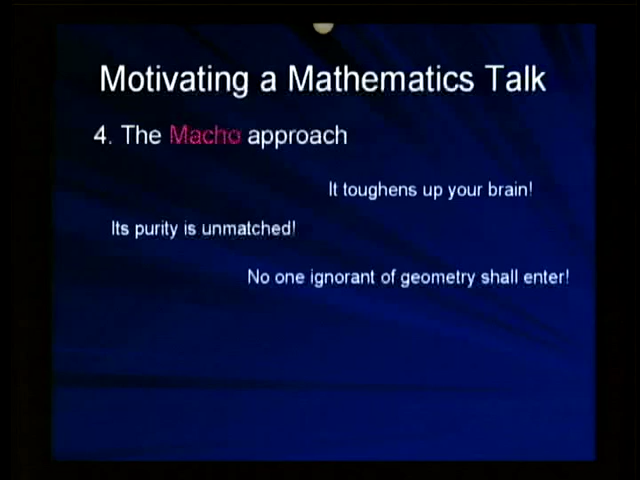 Motivating a Mathematics Talk
4. The Macho approach
It toughens up your brain!
Its purity is unmatched!
No one ignorant of geometry shall enter!